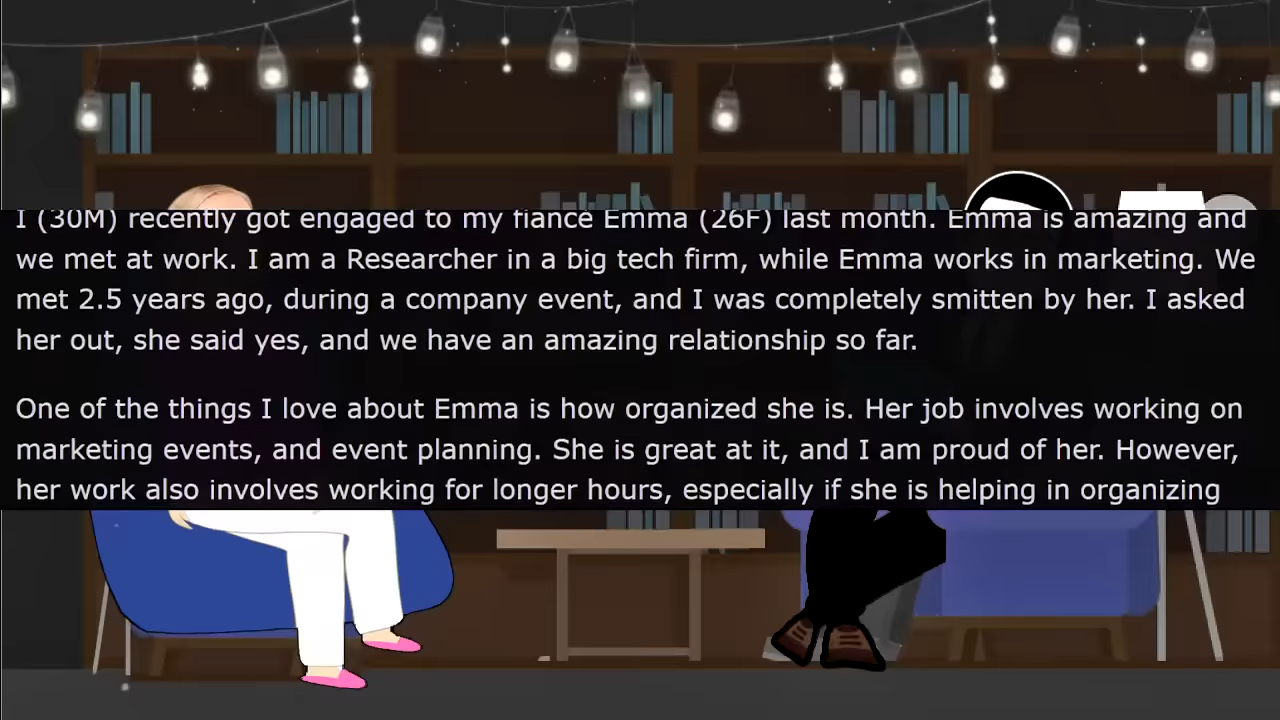 I (30M) recently got engaged to my fiance Emma (26F) last month. Emma is amazing and
we met at work. I am a Researcher in a big tech firm, while Emma works in marketing. We
met 2.5 years ago, during a company event, and I was completely smitten by her. I asked
her out, she said yes, and we have an amazing relationship so far.
One of the things I love about Emma is how organized she is. Her job involves working on
marketing events, and event planning. She is great at it, and I am proud of her. However,
her work also involves working for longer hours, especially if she is helping in organizing